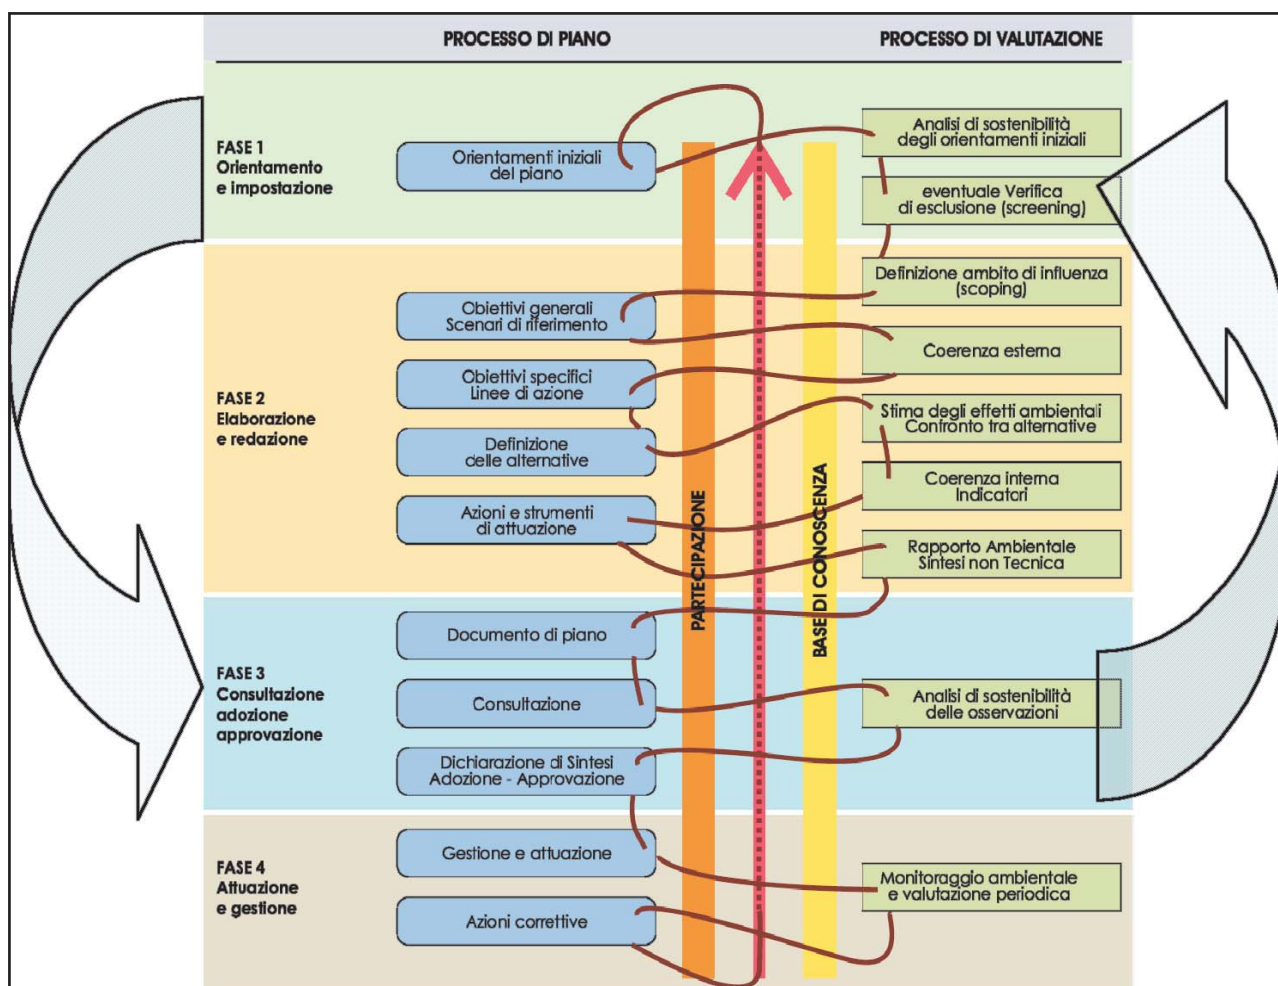 PROCESSO DI PIANO
PROCESSO DI VALUTAZIONE
FASE 1
Orientamento
e impostazione
Orientamenti iniziali
del piano
Analisi di sostenibilità
degli orientamenti iniziali
eventuale Verifica
di esclusione (screening)
FASE 2
Elaborazione
e redazione
Obiettivi generali
Scenari di riferimento
Obiettivi specifici
Linee di azione
Definizione
delle alternative
Azioni e strumenti
di attuazione
Definizione ambito di influenza
(scoping)
Coerenza esterna
Stima degli effetti ambientali
Confronto tra alternative
Coerenza interna
Indicatori
Rapporto Ambientale
Sintesi non Tecnica
PARTECIPAZIONE
BASE DI CONOSCENZA
FASE 3
Consultazione
adozione
approvazione
Documento di piano
Consultazione
Dichiarazione di Sintesi
Adozione - Approvazione
Analisi di sostenibilità
delle osservazioni
FASE 4
Attuazione
e gestione
Gestione e attuazione
Azioni correttive
Monitoraggio ambientale
e valutazione periodica